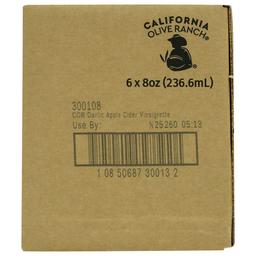 CALIFORNIA
OLIVE RANCH®
6 x 8oz (236.6mL)
300108
COR Garlic Apple Cider Vinaigrette
Use By: N25260 05:13
1 08 50687 30013 2